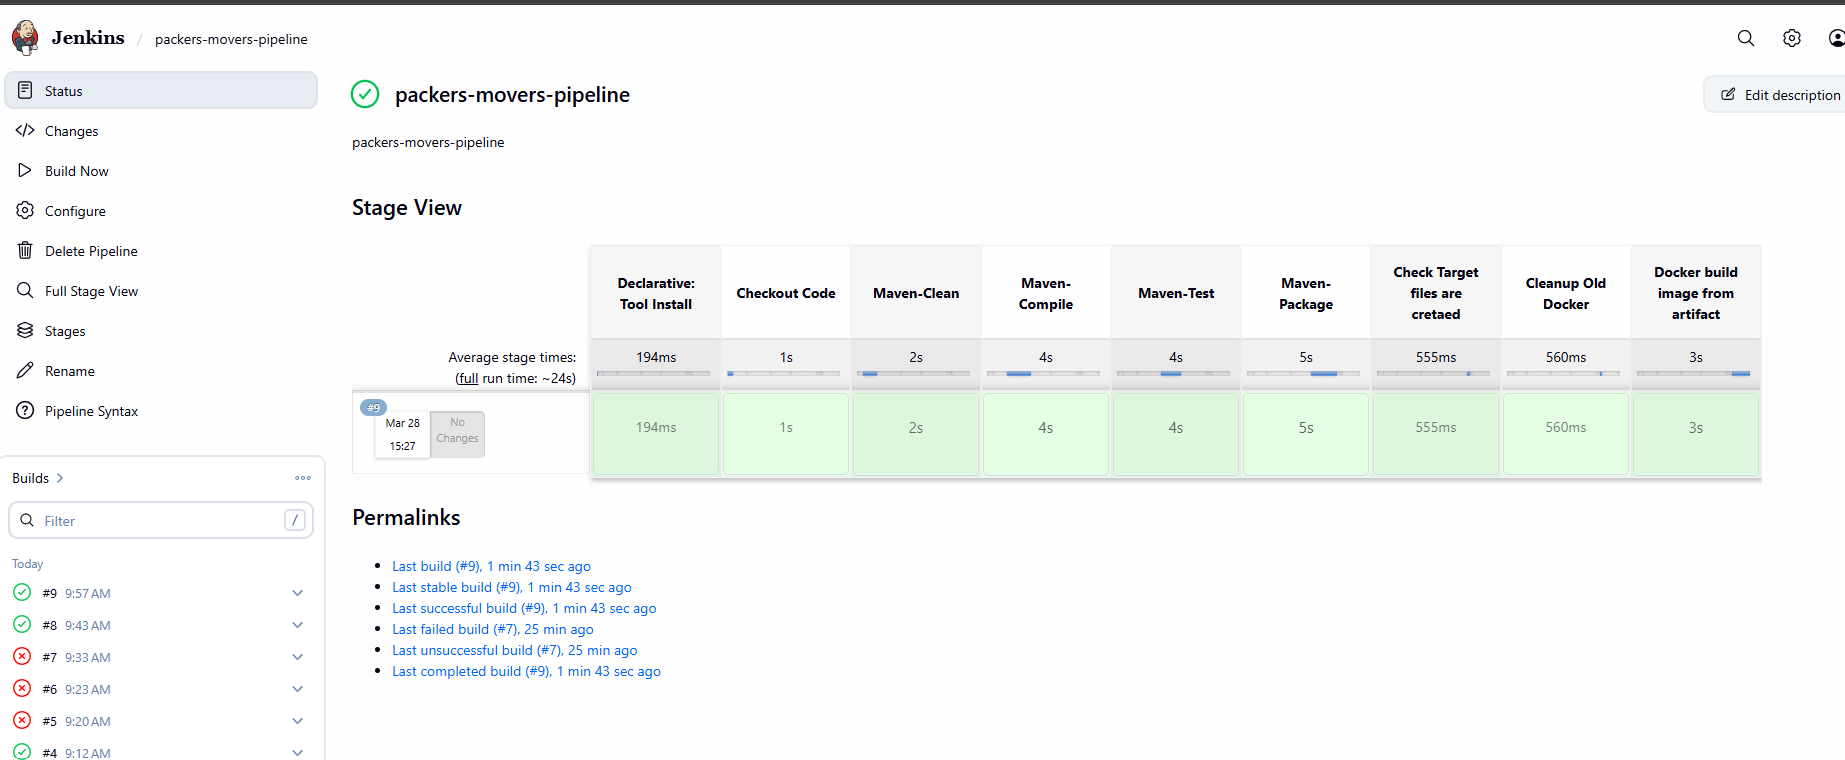 Jenkins / packers-movers-pipeline
Status
Changes
Build Now
Configure
Delete Pipeline
Full Stage View
Stages
Rename
Pipeline Syntax
Builds
Filter /
Today
#9 9:57 AM
#8 9:43 AM
#7 9:33 AM
#6 9:23 AM
#5 9:20 AM
#4 9:12 AM
packers-movers-pipeline
Edit description
packers-movers-pipeline
Stage View
Declarative:
Tool Install
Checkout Code
Maven-Clean
Maven-
Compile
Maven-Test
Maven-
Package
Check Target
files are
cretaed
Cleanup Old
Docker
Docker build
image from
artifact
Average stage times:
(full run time: ~24s)
194ms 1s 2s 4s 4s 5s 555ms 560ms 3s
#9
Mar 28
15:27
No
Changes
194ms 1s 2s 4s 4s 5s 555ms 560ms 3s
Permalinks
Last build (#9), 1 min 43 sec ago
Last stable build (#9), 1 min 43 sec ago
Last successful build (#9), 1 min 43 sec ago
Last failed build (#7), 25 min ago
Last unsuccessful build (#7), 25 min ago
Last completed build (#9), 1 min 43 sec ago